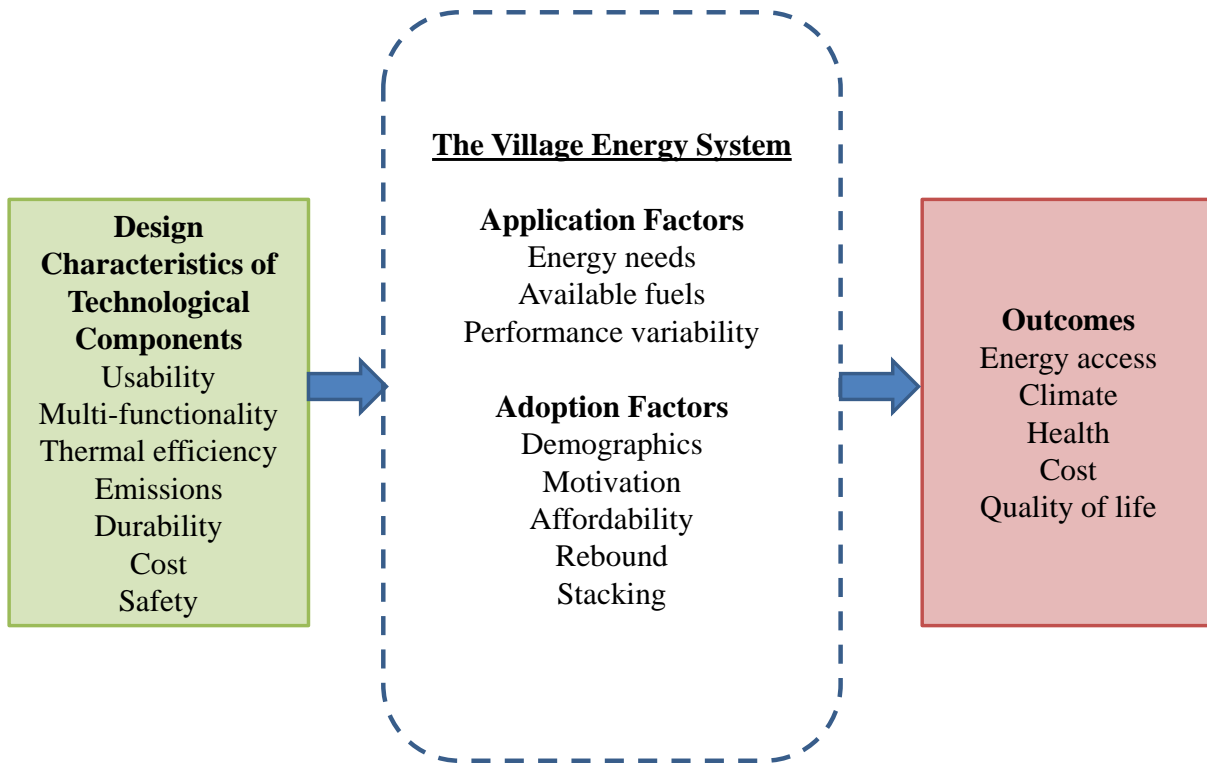 Design
Characteristics of
Technological
Components
Usability
Multi-functionality
Thermal efficiency
Emissions
Durability
Cost
Safety
The Village Energy System
Application Factors
Energy needs
Available fuels
Performance variability
Adoption Factors
Demographics
Motivation
Affordability
Rebound
Stacking
Outcomes
Energy access
Climate
Health
Cost
Quality of life